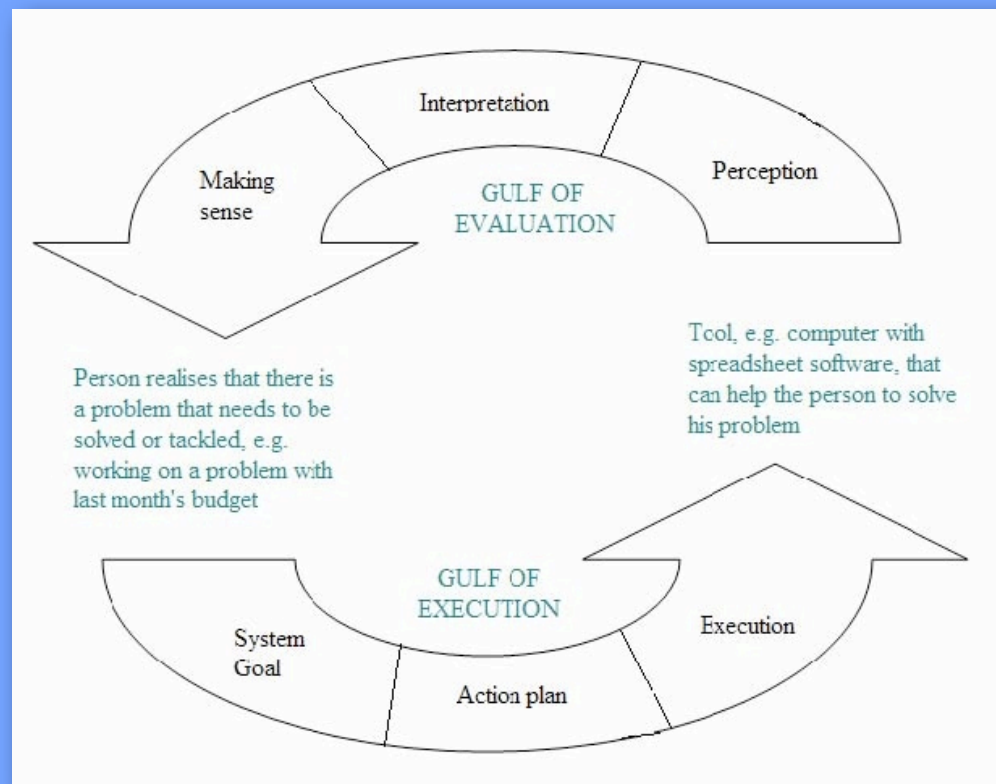 Interpretation
Making
sense
Perception
GULF OF
EVALUATION
Person realises that there is
a problem that needs to be
solved or tackled, e.g.
working on a problem with
last month's budget
Tool, e.g. computer with
spreadsheet software, that
can help the person to solve
his problem
GULF OF
EXECUTION
System
Goal
Action plan
Execution